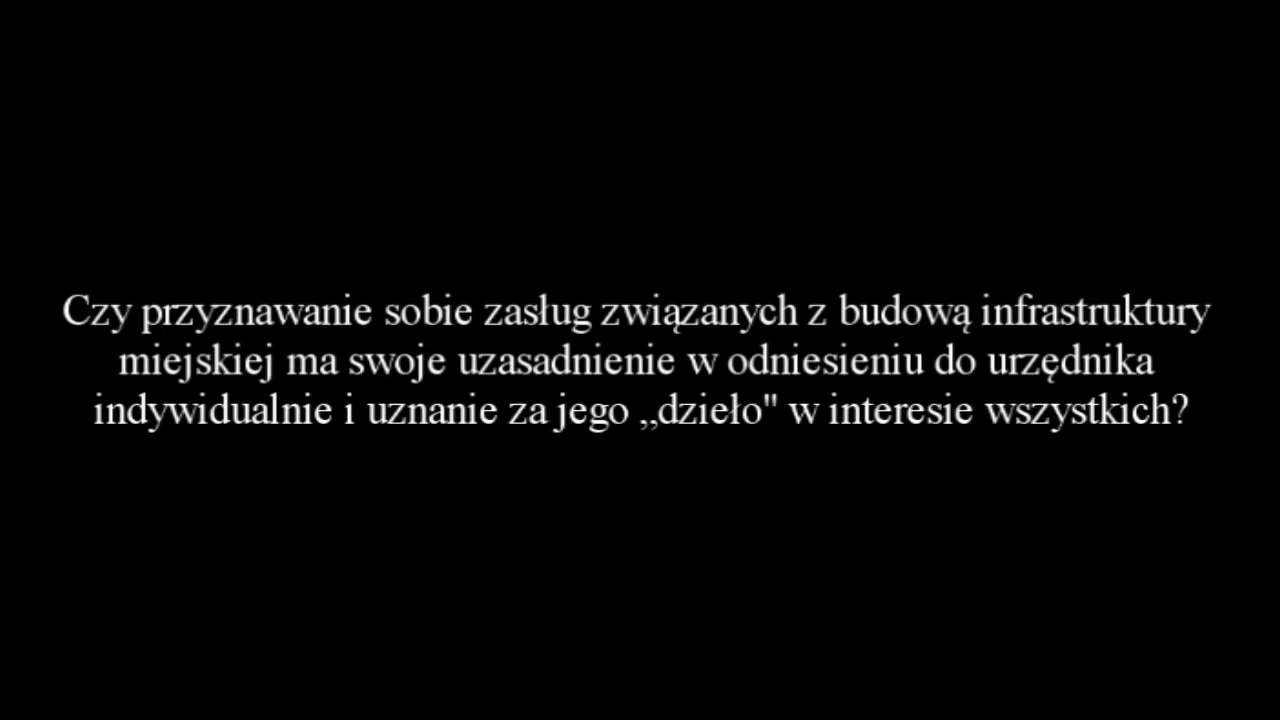 Czy przyznawanie sobie zasług związanych z budową infrastruktury
miejskiej ma swoje uzasadnienie w odniesieniu do urzędnika
indywidualnie i uznanie za jego „dzieło" w interesie wszystkich?